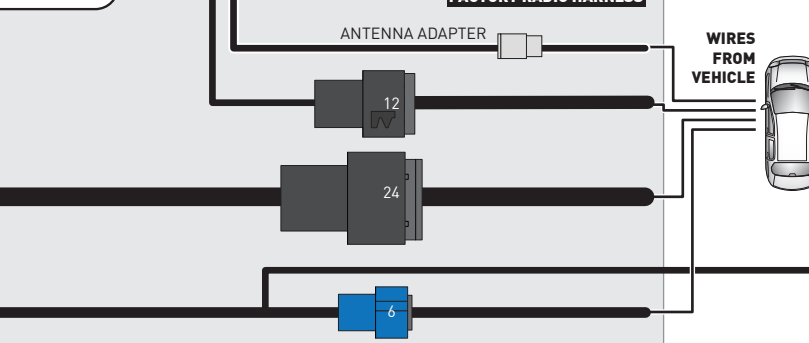 FACTORY RADIO HARNESS
ANTENNA ADAPTER
WIRES
FROM
VEHICLE
12
24
6